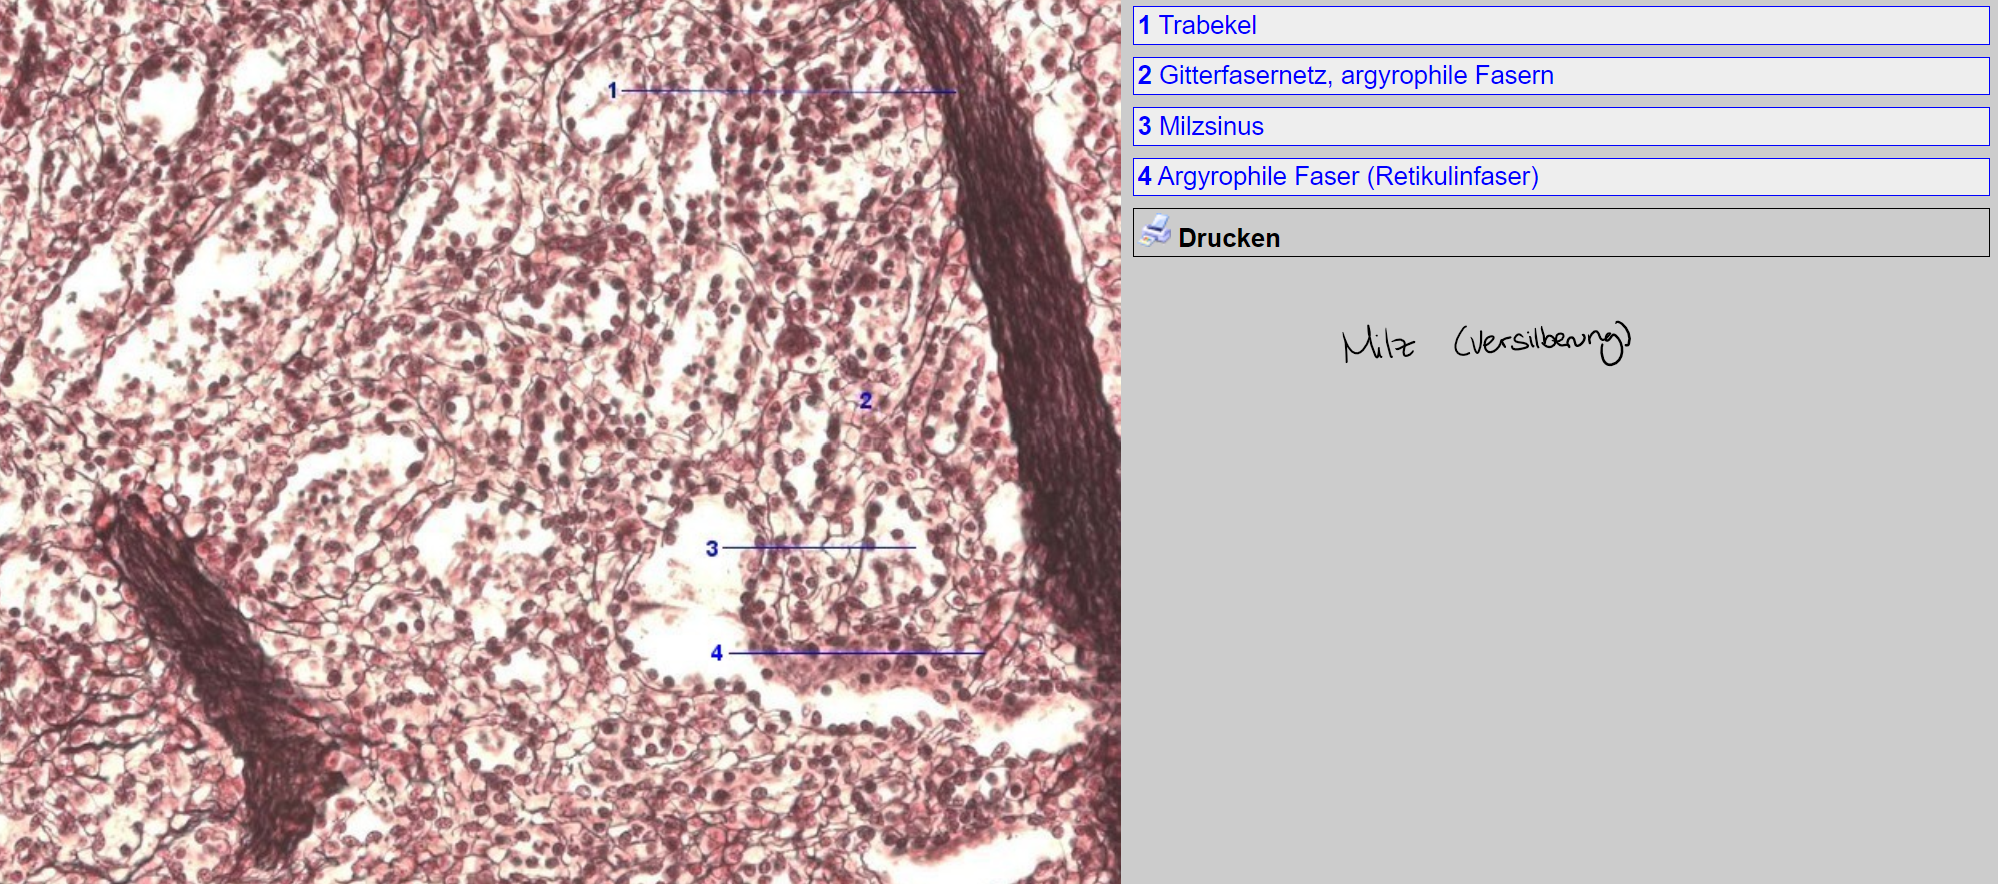 1
2
3
4
1 Trabekel
2 Gitterfasernetz, argyrophile Fasern
3 Milzsinus
4 Argyrophile Faser (Retikulinfaser)
Drucken
Milz (Versilberung)